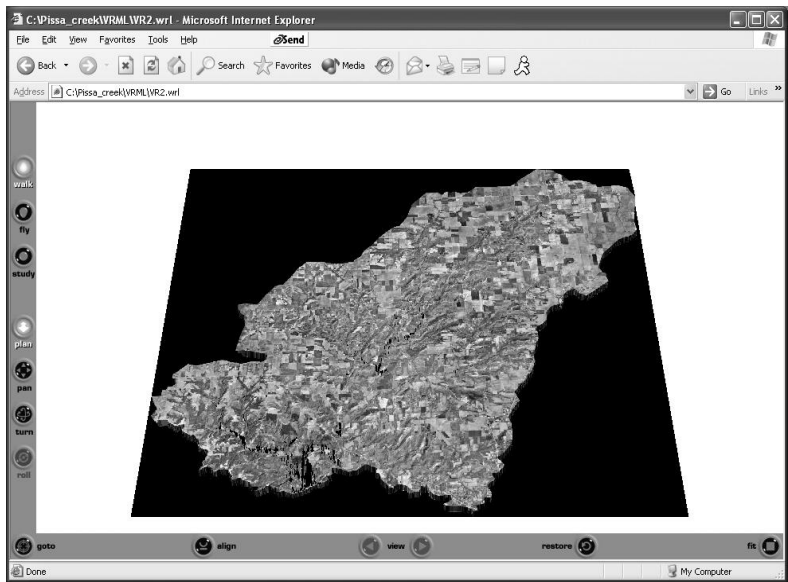 C:\Pissa_creek\VRML\VR2.wrl - Microsoft Internet Explorer
File Edit View Favorites Tools Help Send
Back Search Favorites Media
Address C:\Pissa_creek\VRML\VR2.wrl Go Links »
walk
fly
study
plan
pan
turn
roll
goto align view restore fit
Done My Computer